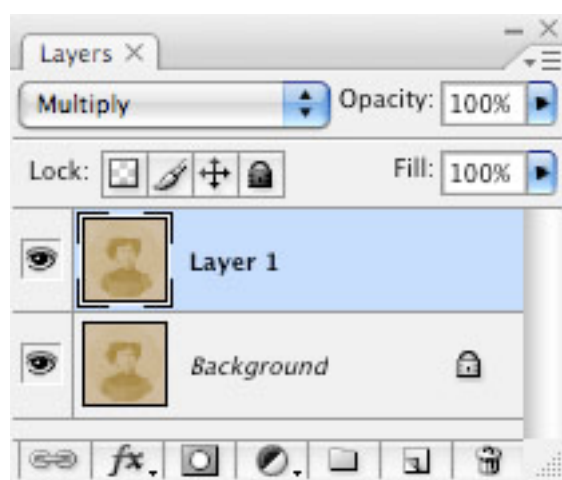 Layers ×
Multiply Opacity: 100%
Lock: Fill: 100%
Layer 1
Background
fx